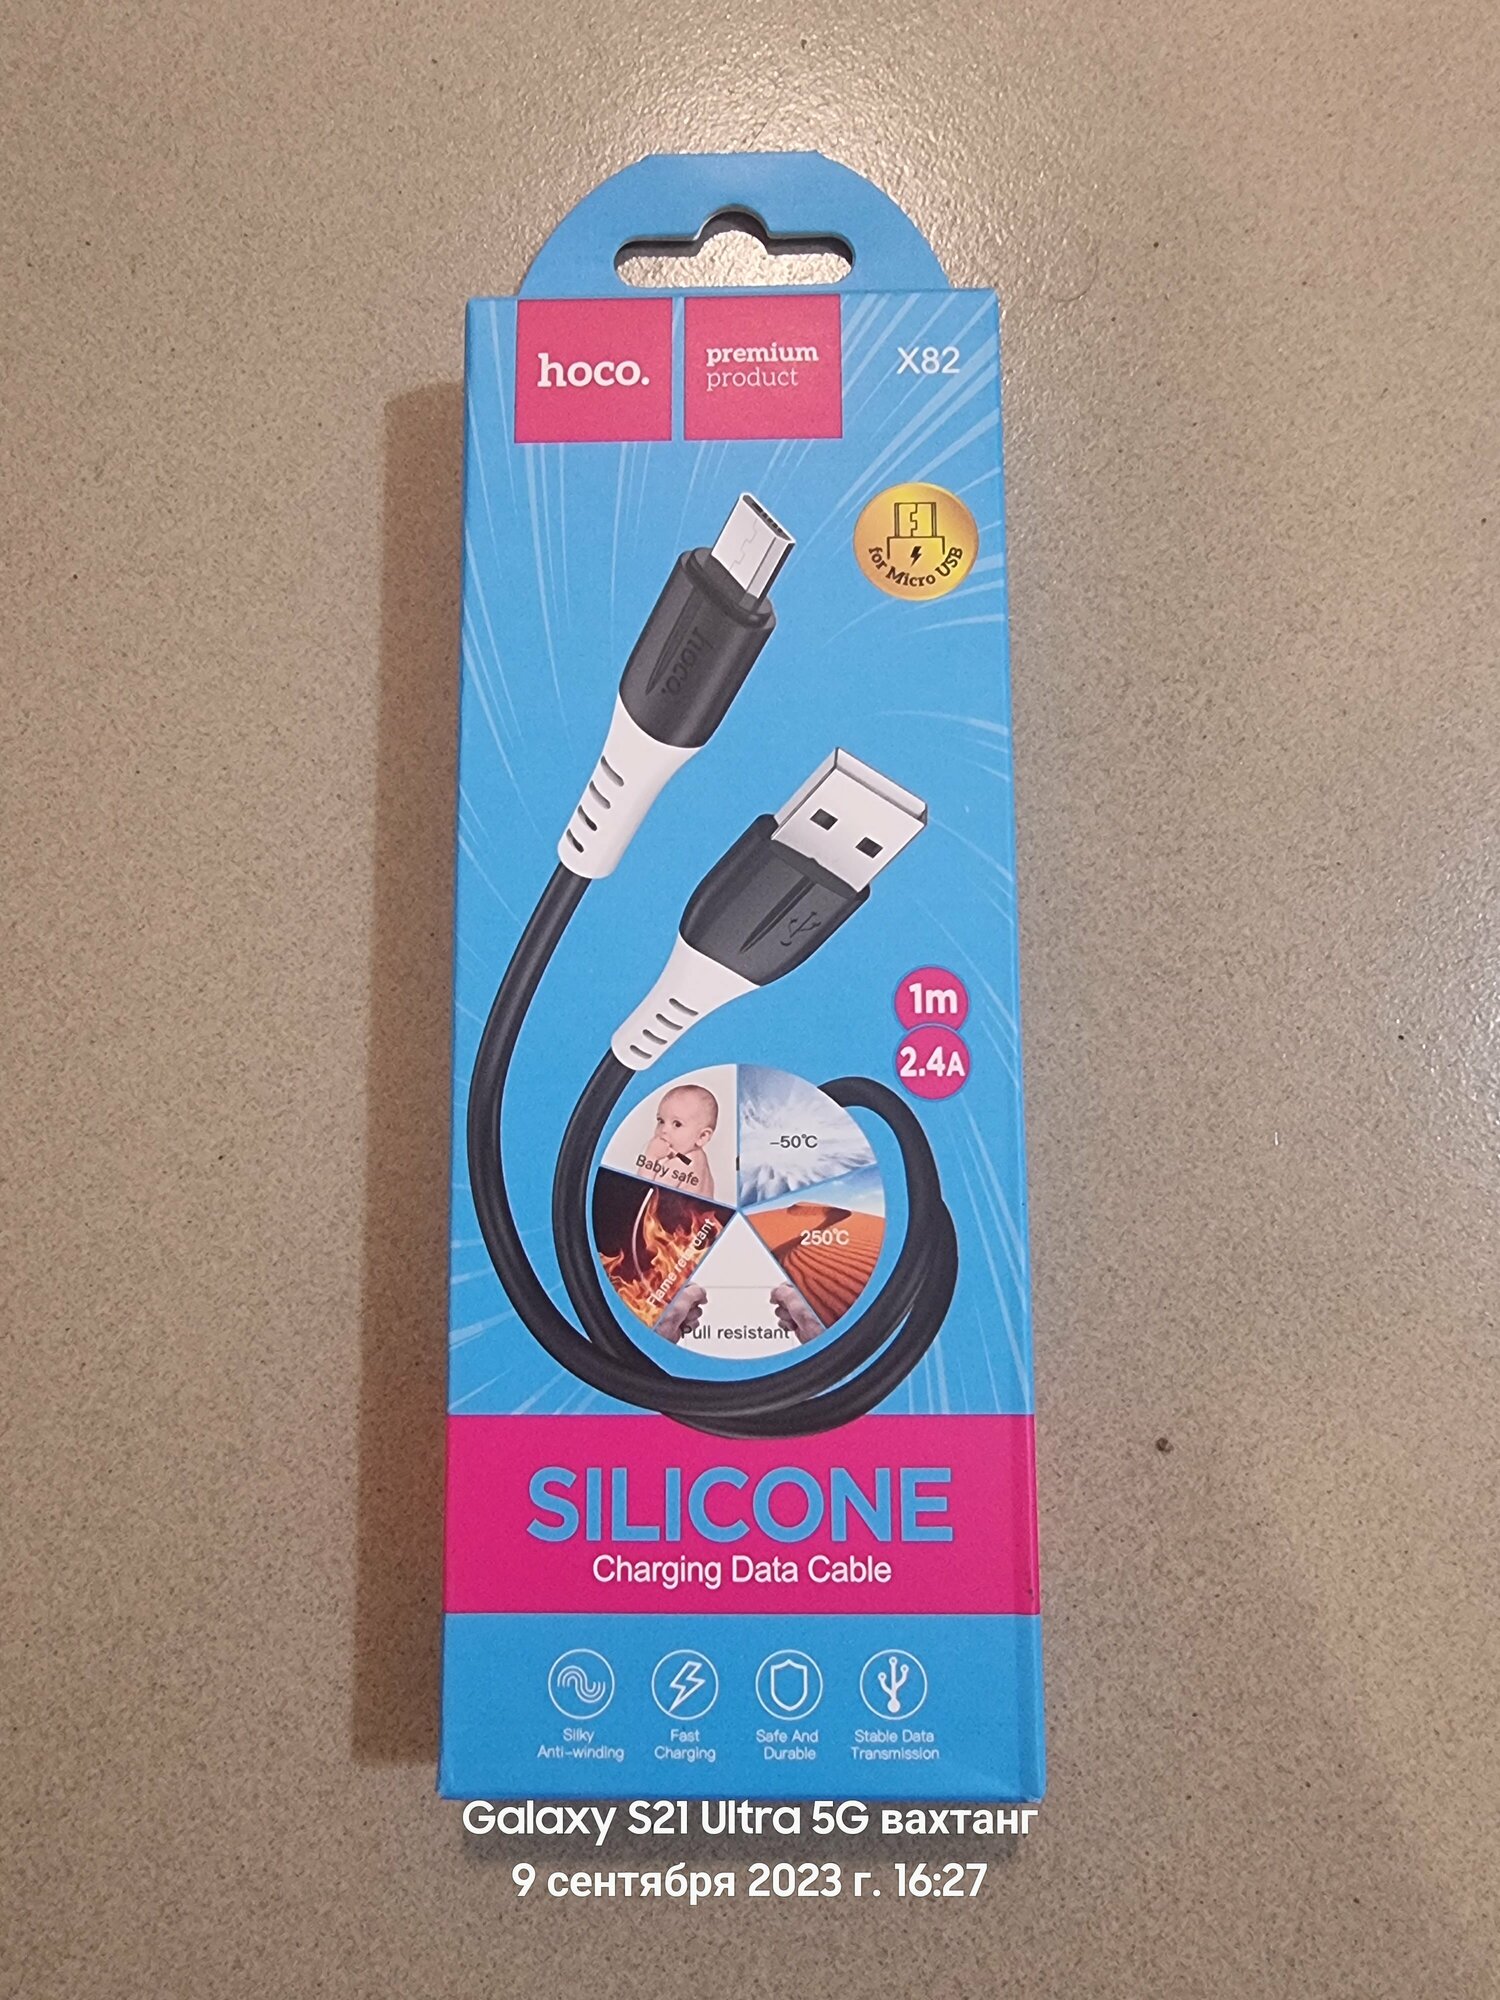 hoco.
premium
product
X82
for Micro USB
hoco.
1m
2.4A
Baby safe
-50℃
250℃
Flame retardant
Pull resistant
SILICONE
Charging Data Cable
Silky
Anti-winding
Fast
Charging
Safe And
Durable
Stable Data
Transmission
Galaxy S21 Ultra 5G вахтанг
9 сентября 2023 г. 16:27